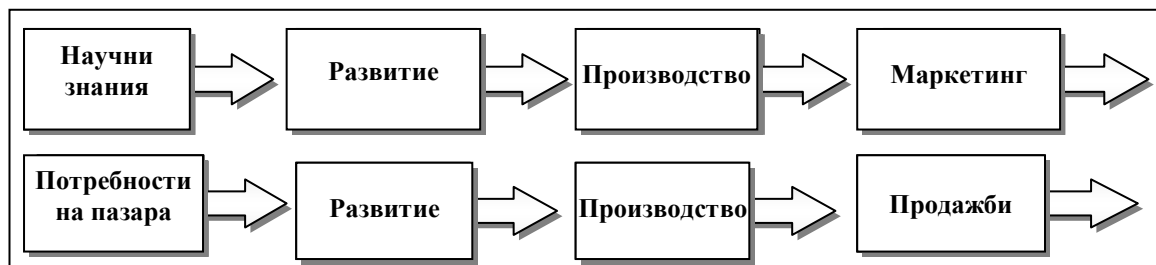 Научни
знания
Развитие
Производство
Маркетинг
Потребности
на пазара
Развитие
Производство
Продажби